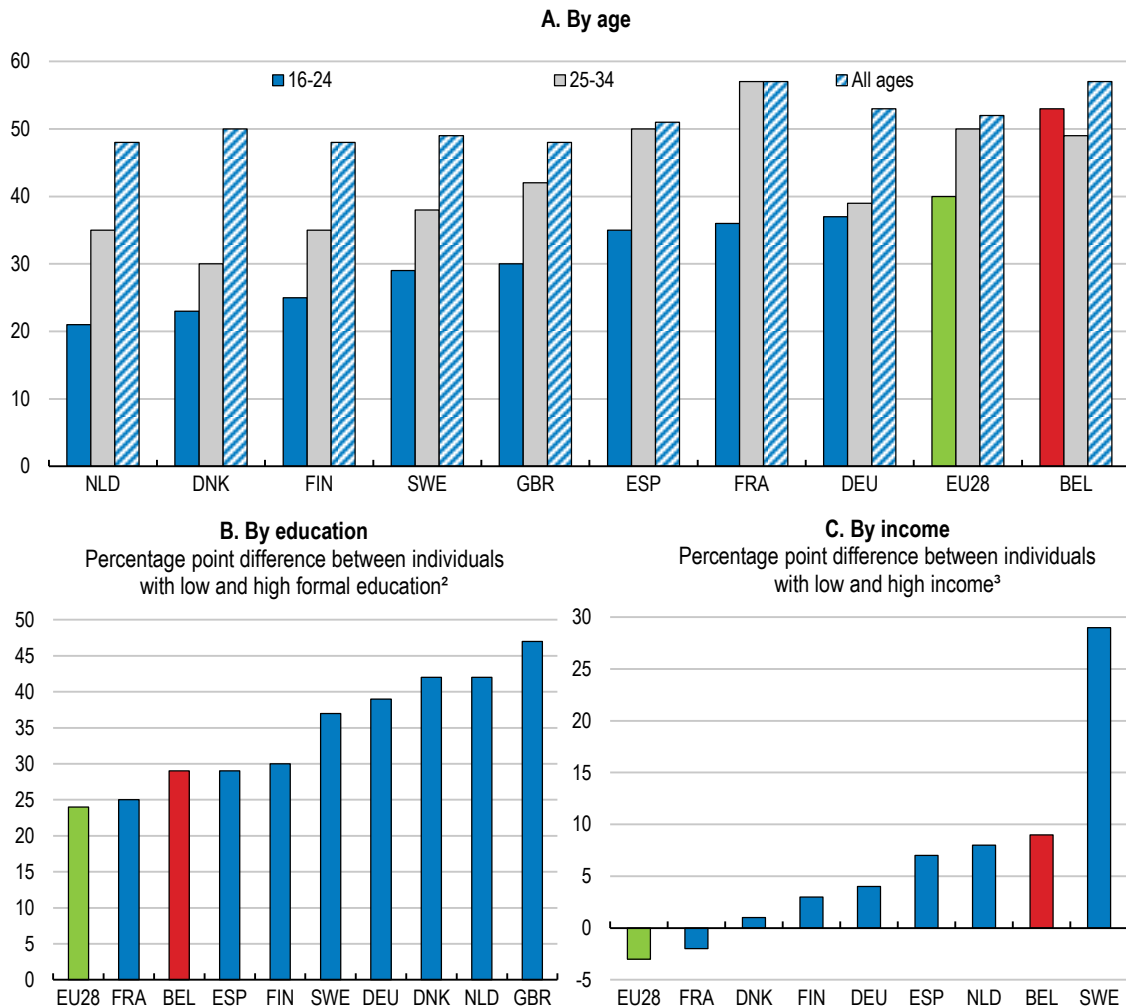 A. By age
60
16-24 25-34 All ages
50
40
30
20
10
0
NLD DNK FIN SWE GBR ESP FRA DEU EU28 BEL
B. By education
Percentage point difference between individuals
with low and high formal education²
50
45
40
35
30
25
20
15
10
5
0
EU28 FRA BEL ESP FIN SWE DEU DNK NLD GBR
C. By income
Percentage point difference between individuals
with low and high income³
30
25
20
15
10
5
0
-5
EU28 FRA DNK FIN DEU ESP NLD BEL SWE